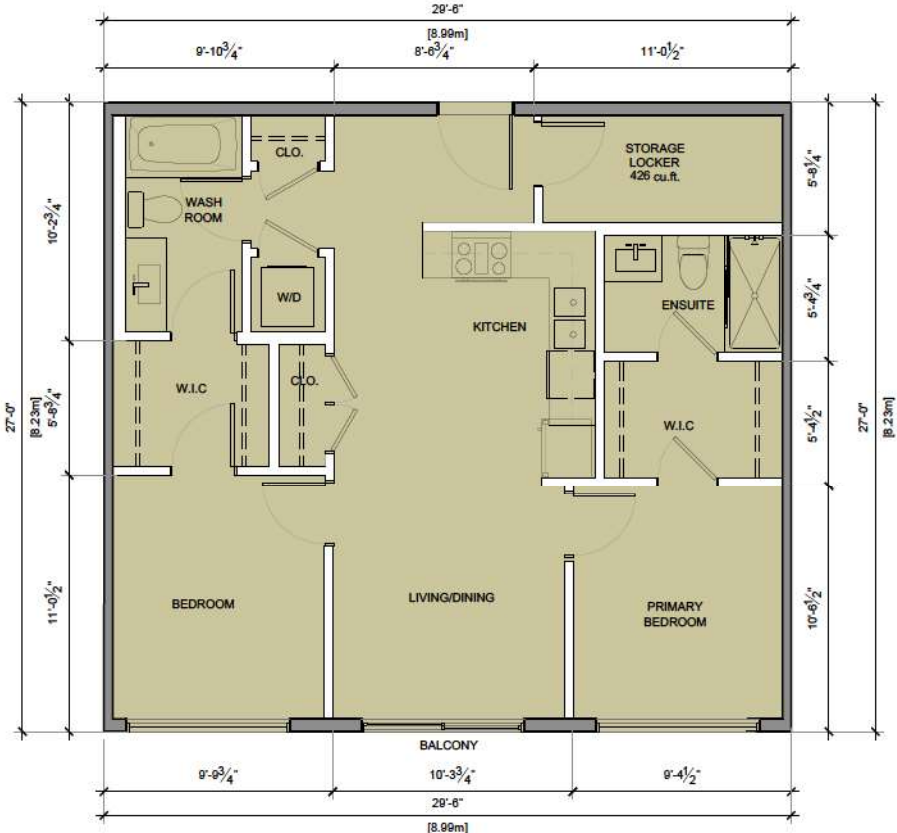 29'-6"
[8.99m]
9'-10¾"
8'-6¾"
11'-0½"
CLO.
STORAGE
LOCKER
426 cu.ft.
5'-8¼"
WASH
ROOM
10'-2¾"
W/D
KITCHEN
ENSUITE
5'-4¾"
W.I.C
CLO.
W.I.C
27'-0"
[8.23m]
5'-8¾"
5'-4½"
27'-0"
[8.23m]
BEDROOM
LIVING/DINING
PRIMARY
BEDROOM
11'-0½"
10'-6½"
BALCONY
9'-9¾"
10'-3¾"
9'-4½"
29'-6"
[8.99m]